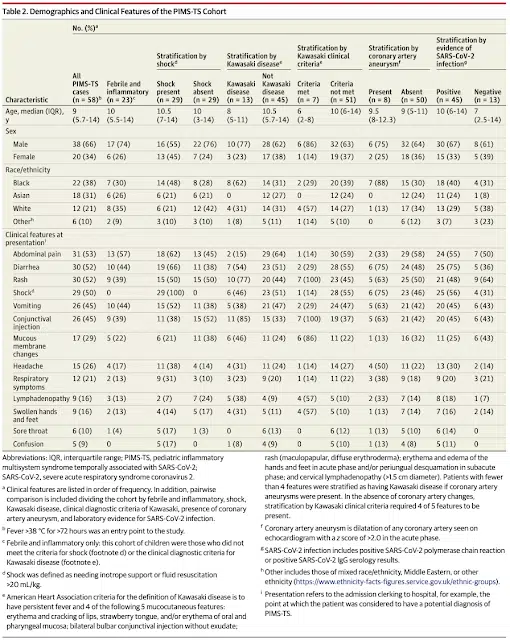 Table 2. Demographics and Clinical Features of the PIMS-TS Cohort
No. (%)a
Stratification by shockd
Stratification by Kawasaki diseasee
Stratification by Kawasaki clinical criteriae
Stratification by coronary artery aneurysmf
Stratification by evidence of SARS-CoV-2 infectiong
Characteristic All PIMS-TS cases (n = 58)b Febrile and inflammatory (n = 23)c Shock present (n = 29) Shock absent (n = 29) Kawasaki disease (n = 13) Not Kawasaki disease (n = 45) Criteria met (n = 7) Criteria not met (n = 51) Present (n = 8) Absent (n = 50) Positive (n = 45) Negative (n = 13)
Age, median (IQR), y 9 (5.7-14) 10 (5.5-14) 10.5 (7-14) 10 (3-14) 8 (5-11) 10.5 (5.7-14) 6 (2-8) 10 (6-14) 9.5 (8-12.3) 9 (5-11) 10 (6-14) 7 (2.5-14)
Sex
Male 38 (66) 17 (74) 16 (55) 22 (76) 10 (77) 28 (62) 6 (86) 32 (63) 6 (75) 32 (64) 30 (67) 8 (61)
Female 20 (34) 6 (26) 13 (45) 7 (24) 3 (23) 17 (38) 1 (14) 19 (37) 2 (25) 18 (36) 15 (33) 5 (39)
Race/ethnicity
Black 22 (38) 7 (30) 14 (48) 8 (28) 8 (62) 14 (31) 2 (29) 20 (39) 7 (88) 15 (30) 18 (40) 4 (31)
Asian 18 (31) 6 (26) 6 (21) 6 (21) 0 12 (27) 0 12 (24) 0 12 (24) 11 (24) 1 (8)
White 12 (21) 8 (35) 6 (21) 12 (42) 4 (31) 14 (31) 4 (57) 14 (27) 1 (13) 17 (34) 13 (29) 5 (38)
Otherh 6 (10) 2 (9) 3 (10) 3 (10) 1 (8) 5 (11) 1 (14) 5 (10) 0 6 (12) 3 (7) 3 (23)
Clinical features at presentationi
Abdominal pain 31 (53) 13 (57) 18 (62) 13 (45) 2 (15) 29 (64) 1 (14) 30 (59) 2 (33) 29 (58) 24 (55) 7 (50)
Diarrhea 30 (52) 10 (44) 19 (66) 11 (38) 7 (54) 23 (51) 2 (29) 28 (55) 6 (75) 24 (48) 25 (75) 5 (36)
Rash 30 (52) 9 (39) 15 (50) 15 (50) 10 (77) 20 (44) 7 (100) 23 (45) 5 (63) 25 (50) 21 (48) 9 (64)
Shockd 29 (50) 0 29 (100) 0 6 (46) 23 (51) 1 (14) 28 (55) 6 (75) 23 (46) 25 (56) 4 (31)
Vomiting 26 (45) 10 (44) 15 (52) 11 (38) 5 (38) 21 (47) 2 (29) 24 (47) 5 (63) 21 (42) 20 (45) 6 (43)
Conjunctival injection 26 (45) 9 (39) 11 (38) 15 (52) 11 (85) 15 (33) 7 (100) 19 (37) 5 (63) 21 (42) 20 (45) 6 (43)
Mucous membrane changes 17 (29) 5 (22) 6 (21) 11 (38) 6 (46) 11 (24) 6 (86) 11 (22) 1 (13) 16 (32) 11 (25) 6 (43)
Headache 15 (26) 4 (17) 11 (38) 4 (14) 4 (31) 11 (24) 1 (14) 14 (27) 4 (50) 11 (22) 13 (30) 2 (14)
Respiratory symptoms 12 (21) 2 (13) 9 (31) 3 (10) 3 (23) 9 (20) 1 (14) 11 (22) 3 (38) 9 (18) 9 (20) 3 (21)
Lymphadenopathy 9 (16) 3 (13) 2 (7) 7 (24) 5 (38) 4 (9) 4 (57) 5 (10) 2 (33) 7 (14) 8 (18) 1 (7)
Swollen hands and feet 9 (16) 2 (13) 4 (14) 5 (17) 4 (31) 5 (11) 4 (57) 5 (10) 1 (13) 7 (14) 7 (16) 2 (14)
Sore throat 6 (10) 1 (4) 5 (17) 1 (3) 0 6 (13) 0 6 (12) 1 (13) 5 (10) 6 (14) 0
Confusion 5 (9) 0 5 (17) 0 1 (8) 4 (9) 0 5 (10) 1 (13) 4 (8) 5 (11) 0
Abbreviations: IQR, interquartile range; PIMS-TS, pediatric inflammatory
multisystem syndrome temporally associated with SARS-CoV-2;
SARS-CoV-2, severe acute respiratory syndrome coronavirus 2.
a Clinical features are listed in order of frequency. In addition, pairwise
comparison is included dividing the cohort by febrile and inflammatory, shock,
Kawasaki disease, clinical diagnostic criteria of Kawasaki, presence of coronary
artery aneurysm, and laboratory evidence for SARS-CoV-2 infection.
b Fever >38 °C for >72 hours was an entry point to the study.
c Febrile and inflammatory only; this cohort of children were those who did not
meet the criteria for shock (footnote d) or the clinical diagnostic criteria for
Kawasaki disease (footnote e).
d Shock was defined as needing inotrope support or fluid resuscitation
>20 mL/kg.
e American Heart Association criteria for the definition of Kawasaki disease is to
have persistent fever and 4 of the following 5 mucocutaneous features:
erythema and cracking of lips, strawberry tongue, and/or erythema of oral and
pharyngeal mucosa; bilateral bulbar conjunctival injection without exudate;
rash (maculopapular, diffuse erythroderma); erythema and edema of the
hands and feet in acute phase and/or periungual desquamation in subacute
phase; and cervical lymphadenopathy (>1.5 cm diameter). Patients with fewer
than 4 features were stratified as having Kawasaki disease if coronary artery
aneurysms were present. In the absence of coronary artery changes,
stratification by Kawasaki clinical criteria required 4 of 5 features to be
present.
f Coronary artery aneurysm is dilatation of any coronary artery seen on
echocardiogram with a z score of >2.0 in the acute phase.
g SARS-CoV-2 infection includes positive SARS-CoV-2 polymerase chain reaction
or positive SARS-CoV-2 IgG serology results.
h Other includes those of mixed race/ethnicity, Middle Eastern, or other
ethnicity (https://www.ethnicity-facts-figures.service.gov.uk/ethnic-groups).
i Presentation refers to the admission clerking to hospital, for example, the
point at which the patient was considered to have a potential diagnosis of
PIMS-TS.